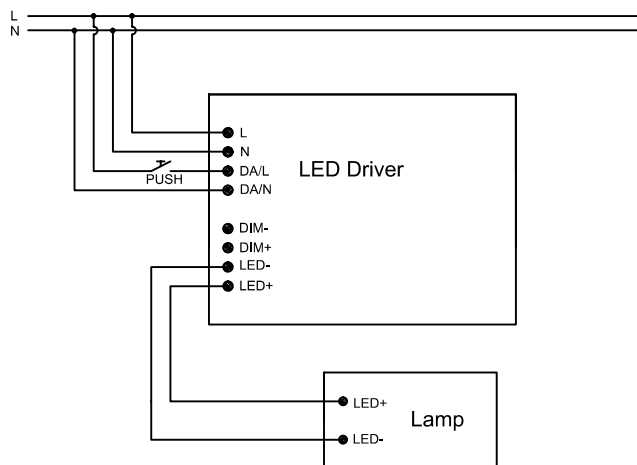 L
N
L
N
DA/L
PUSH
DA/N
LED Driver
DIM-
DIM+
LED-
LED+
LED+
Lamp
LED-